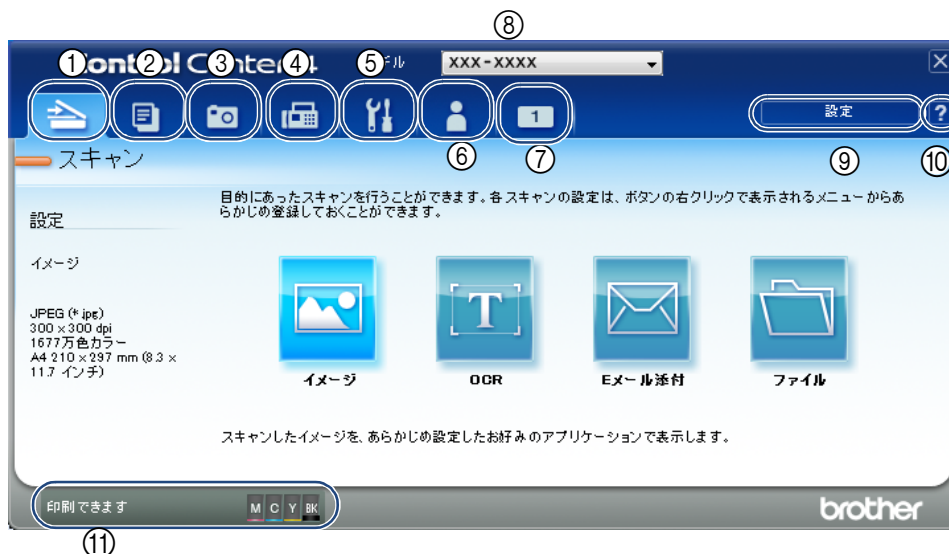 ⑧
① ② ③ ④ ⑤ ControlCenter4 モデル XXX-XXXX
1 設定 ?
⑥ ⑦ ⑨ ⑩
スキャン
目的にあったスキャンを行うことができます。各スキャンの設定は、ボタンの右クリックで表示されるメニューからあ
らかじめ登録しておくことができます。
設定
イメージ
JPEG (*.jpg)
300 × 300 dpi
1677万色カラー
A4 210 × 297 mm (8.3 ×
11.7 インチ)
T
イメージ OCR Eメール添付 ファイル
スキャンしたイメージを、あらかじめ設定したお好みのアプリケーションで表示します。
印刷できます M C Y BK brother
⑪